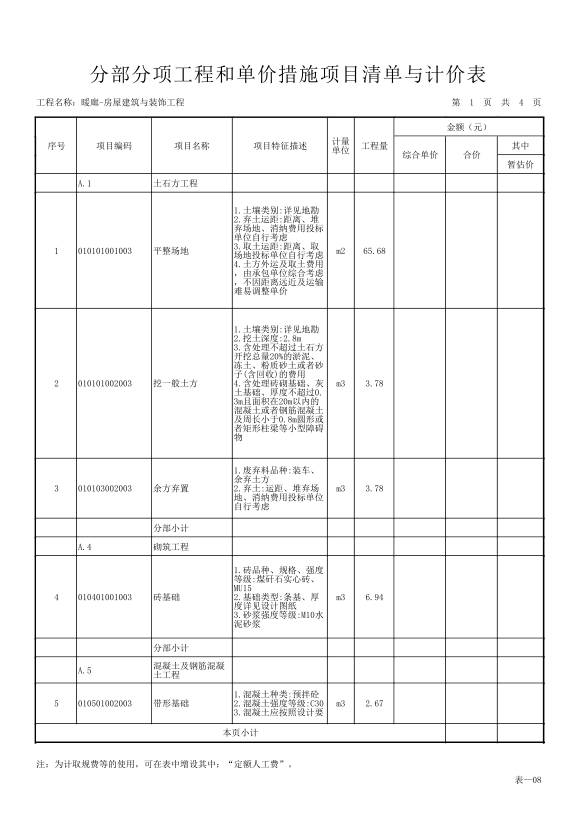 分部分项工程和单价措施项目清单与计价表
工程名称：暖廊-房屋建筑与装饰工程 第 1 页 共 4 页
序号 项目编码 项目名称 项目特征描述 计量单位 工程量 金额（元）
综合单价 合价 其中
暂估价
A.1 土石方工程
1 010101001003 平整场地 m2 65.68
1.土壤类别:详见地勘
2.弃土运距:距离、堆
弃场地、消纳费用投标
单位自行考虑
3.取土运距:距离、取
场地投标单位自行考虑
4.土方外运及取土费用
，由承包单位综合考虑
，不因距离远近及运输
难易调整单价
2 010101002003 挖一般土方 m3 3.78
1.土壤类别:详见地勘
2.挖土深度:2.8m
3.含处理不超过土石方
开挖总量20%的淤泥、
冻土、粉质砂土或者砂
子(含回收)的费用
4.含处理砖砌基础、灰
土基础、厚度不超过0.
3m且面积在20m以内的
混凝土或者钢筋混凝土
及周长小于0.8m圆形或
者矩形柱梁等小型障碍
物
3 010103002003 余方弃置 m3 3.78
1.废弃料品种:装车、
余弃土方
2.弃土:运距、堆弃场
地、消纳费用投标单位
自行考虑
分部小计
A.4 砌筑工程
4 010401001003 砖基础 m3 6.94
1.砖品种、规格、强度
等级:煤矸石实心砖、
MU15
2.基础类型:条基、厚
度详见设计图纸
3.砂浆强度等级:M10水
泥砂浆
分部小计
A.5 混凝土及钢筋混凝
土工程
5 010501002003 带形基础 m3 2.67
1.混凝土种类:预拌砼
2.混凝土强度等级:C30
3.混凝土应按照设计要
本页小计
注：为计取规费等的使用，可在表中增设其中：“定额人工费”。
表—08